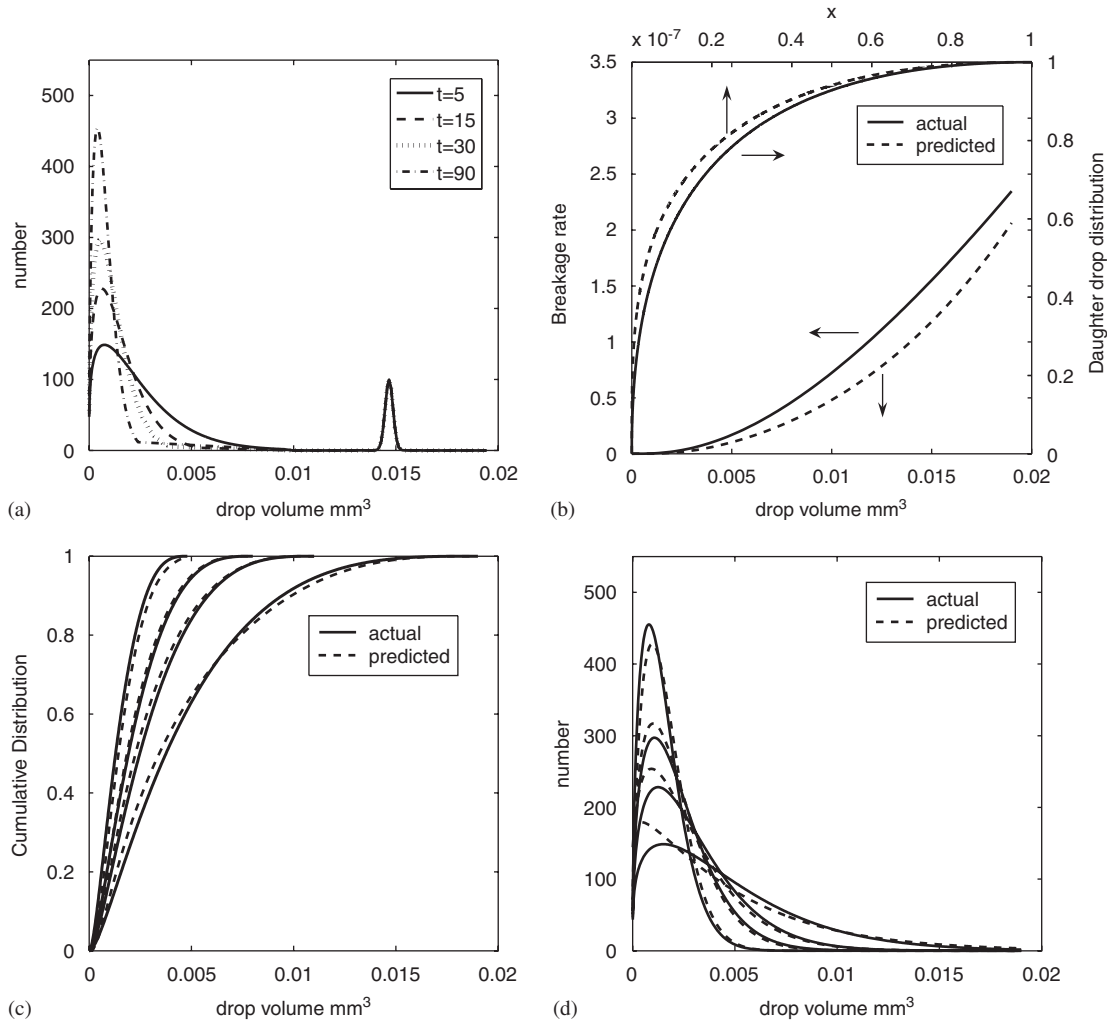 500
400
300
200
100
0
number
t=5
t=15
t=30
t=90
0
0.005
0.01
0.015
0.02
(a)
drop volume mm³
x
x 10⁻⁷
0.2
0.4
0.6
0.8
1
3.5
3
2.5
2
1.5
1
0.5
0
Breakage rate
actual
predicted
1
0.8
0.6
0.4
0.2
0
Daughter drop distribution
0
0.005
0.01
0.015
0.02
(b)
drop volume mm³
1
0.8
0.6
0.4
0.2
0
Cumulative Distribution
actual
predicted
0
0.005
0.01
0.015
0.02
(c)
drop volume mm³
500
400
300
200
100
0
number
actual
predicted
0
0.005
0.01
0.015
0.02
(d)
drop volume mm³